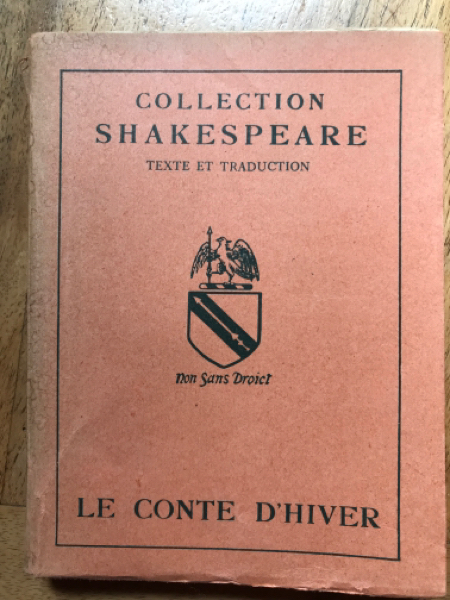 COLLECTION
SHAKESPEARE
TEXTE ET TRADUCTION
Non Sans Droict
LE CONTE D'HIVER